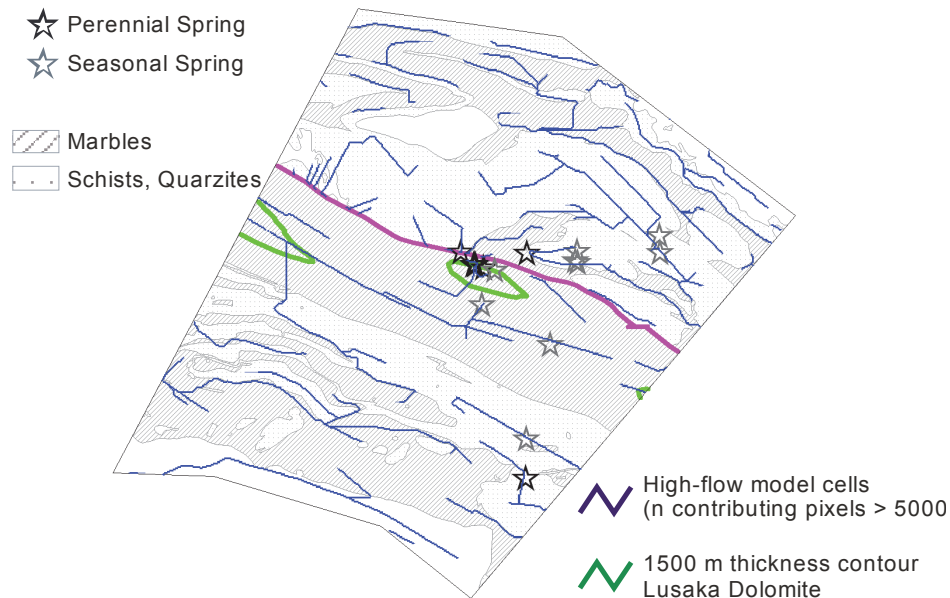 Perennial Spring
Seasonal Spring
Marbles
Schists, Quarzites
High-flow model cells
(n contributing pixels > 5000
1500 m thickness contour
Lusaka Dolomite